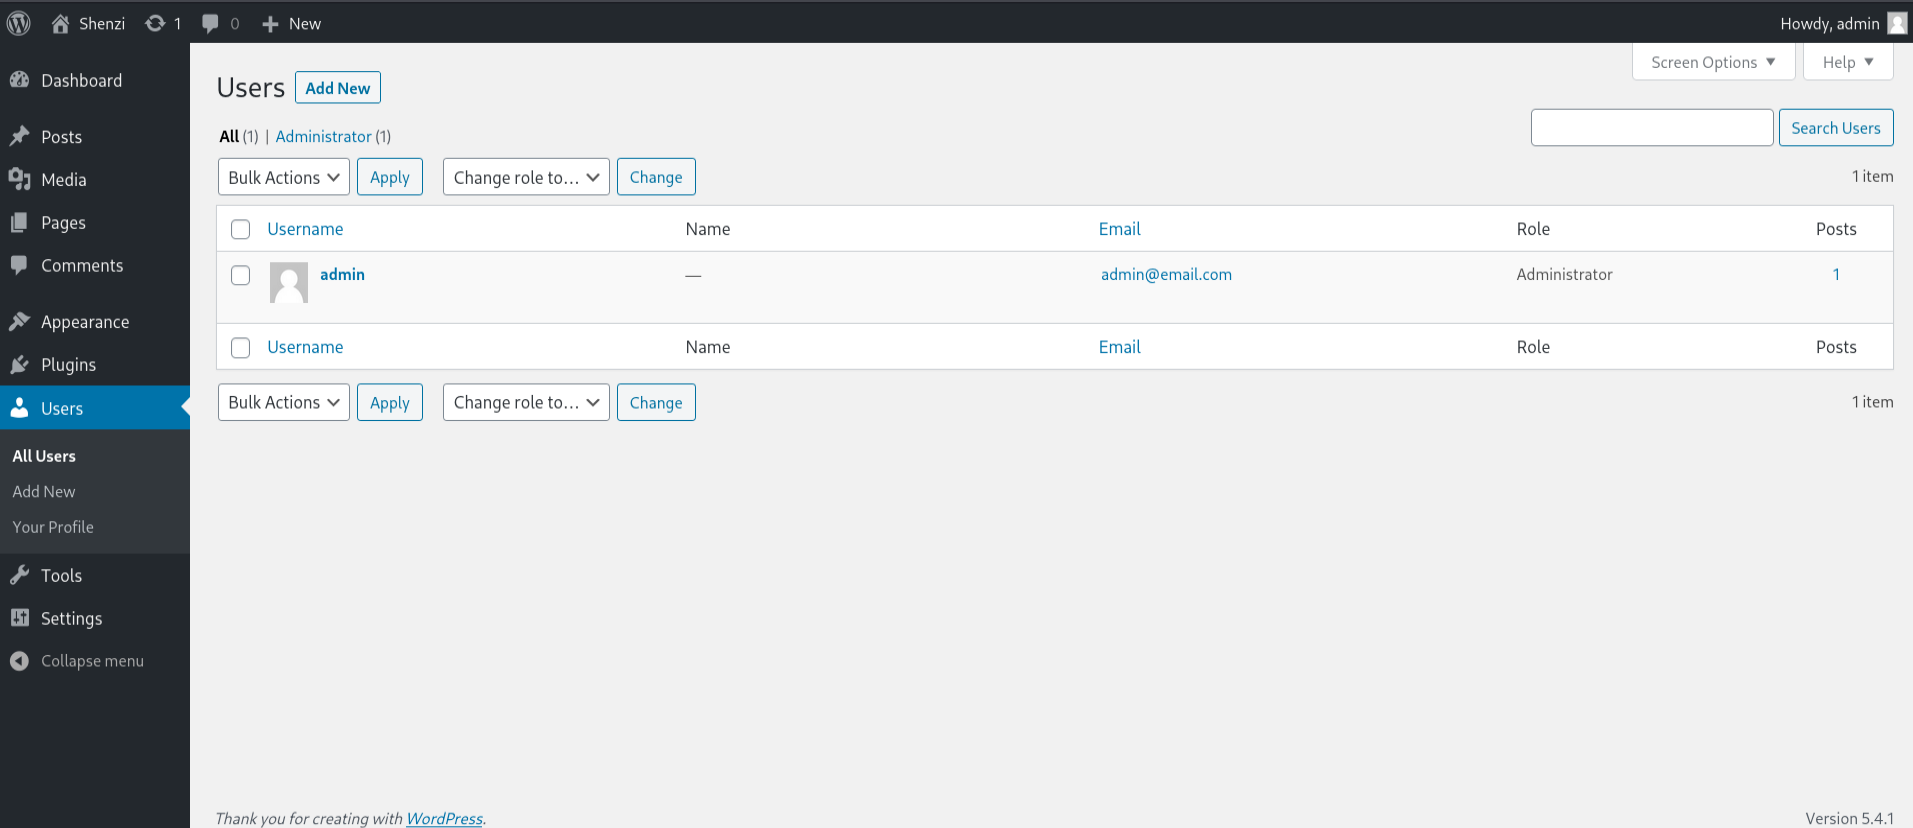 Shenzi 1 0 New Howdy, admin
Dashboard
Posts
Media
Pages
Comments
Appearance
Plugins
Users
All Users
Add New
Your Profile
Tools
Settings
Collapse menu
Screen Options ▼ Help ▼
Users Add New
All (1) | Administrator (1)
Search Users
Bulk Actions Apply Change role to... Change 1 item
Username Name Email Role Posts
admin — admin@email.com Administrator 1
Username Name Email Role Posts
Bulk Actions Apply Change role to... Change 1 item
Thank you for creating with WordPress. Version 5.4.1